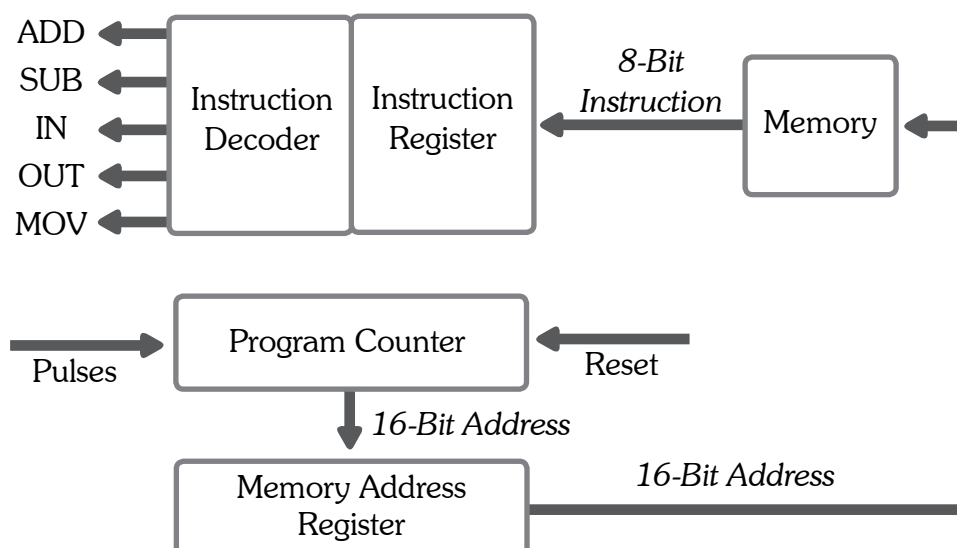 ADD
SUB
IN
OUT
MOV
Instruction
Decoder
Instruction
Register
8-Bit
Instruction
Memory
Pulses
Program Counter
Reset
16-Bit Address
Memory Address
Register
16-Bit Address